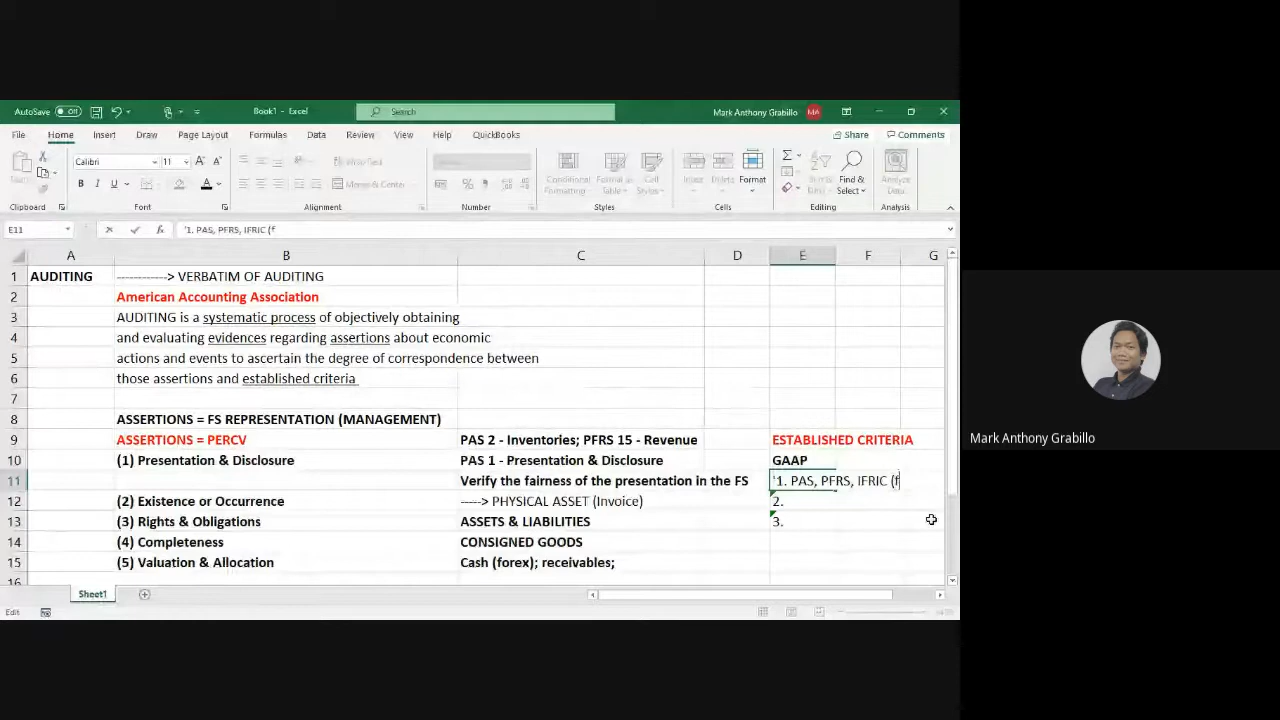 AutoSave Off
Book1 - Excel
Search
Mark Anthony Grabillo MA
File Home Insert Draw Page Layout Formulas Data Review View Help QuickBooks Share Comments
Calibri 11 A A Wrap Text
B I U A Merge & Center %
Conditional Formatting Format as Table Cell Styles Insert Delete Format Sort & Filter Find & Select Analyze Data
Clipboard Font Alignment Number Styles Cells Editing Analysis
E11 fx '1. PAS, PFRS, IFRIC (f
A B C D E F G
1 AUDITING ------------> VERBATIM OF AUDITING
2 American Accounting Association
3 AUDITING is a systematic process of objectively obtaining
4 and evaluating evidences regarding assertions about economic
5 actions and events to ascertain the degree of correspondence between
6 those assertions and established criteria
7
8 ASSERTIONS = FS REPRESENTATION (MANAGEMENT)
9 ASSERTIONS = PERCV PAS 2 - Inventories; PFRS 15 - Revenue ESTABLISHED CRITERIA
10 (1) Presentation & Disclosure PAS 1 - Presentation & Disclosure GAAP
11 Verify the fairness of the presentation in the FS '1. PAS, PFRS, IFRIC (f
12 (2) Existence or Occurrence -----> PHYSICAL ASSET (Invoice) 2.
13 (3) Rights & Obligations ASSETS & LIABILITIES 3.
14 (4) Completeness CONSIGNED GOODS
15 (5) Valuation & Allocation Cash (forex); receivables;
16
Sheet1
Edit
Mark Anthony Grabillo